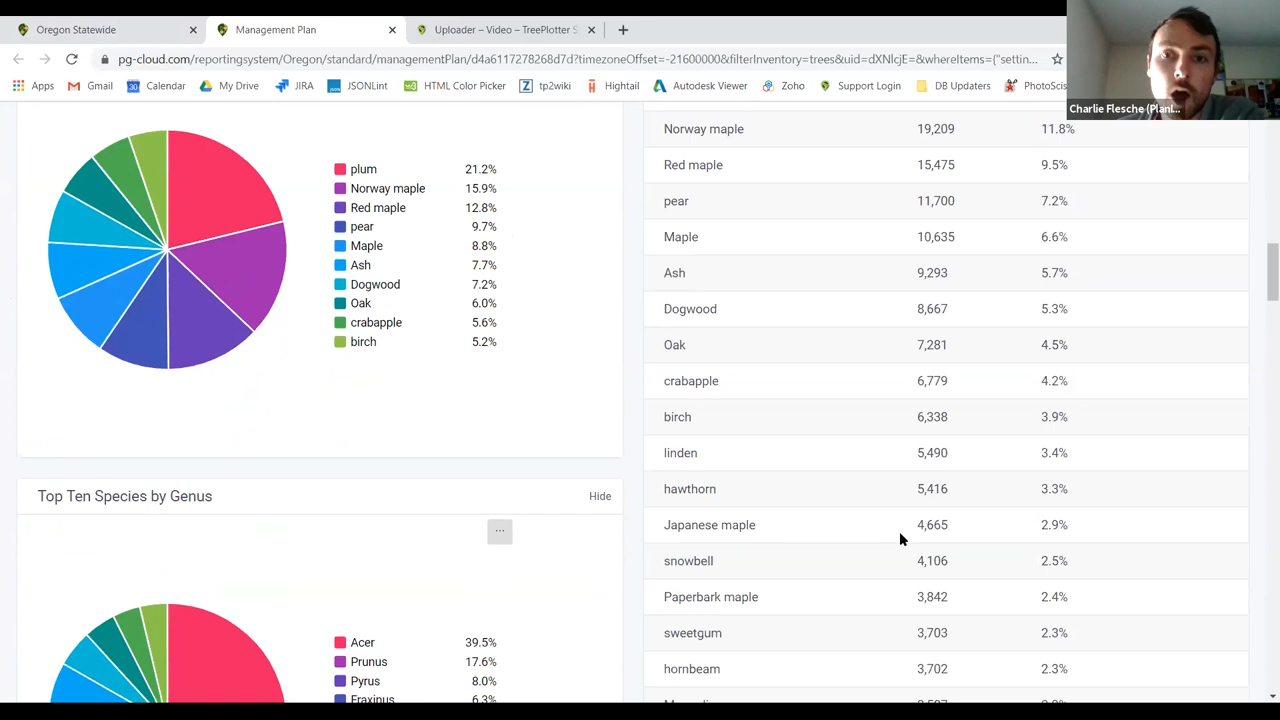 Oregon Statewide
Management Plan
Uploader – Video – TreePlotter S
pg-cloud.com/reportingsystem/Oregon/standard/managementPlan/d4a6117278268d7d?timezoneOffset=-21600000&filterInventory=trees&uid=dXNlcjE=&whereItems={"settin...
Apps Gmail Calendar My Drive JIRA JSONLint HTML Color Picker tp2wiki Hightail Autodesk Viewer Zoho Support Login DB Updaters PhotoSci
Charlie Flesche (PlanI...
plum 21.2%
Norway maple 15.9%
Red maple 12.8%
pear 9.7%
Maple 8.8%
Ash 7.7%
Dogwood 7.2%
Oak 6.0%
crabapple 5.6%
birch 5.2%
Top Ten Species by Genus Hide
...
Acer 39.5%
Prunus 17.6%
Pyrus 8.0%
Fraxinus 6.3%
Norway maple 19,209 11.8%
Red maple 15,475 9.5%
pear 11,700 7.2%
Maple 10,635 6.6%
Ash 9,293 5.7%
Dogwood 8,667 5.3%
Oak 7,281 4.5%
crabapple 6,779 4.2%
birch 6,338 3.9%
linden 5,490 3.4%
hawthorn 5,416 3.3%
Japanese maple 4,665 2.9%
snowbell 4,106 2.5%
Paperbark maple 3,842 2.4%
sweetgum 3,703 2.3%
hornbeam 3,702 2.3%